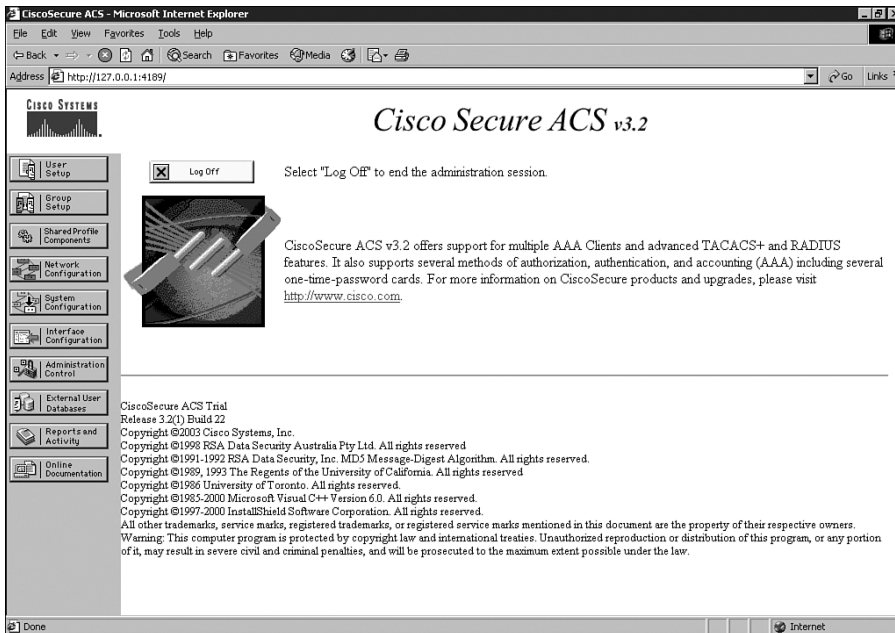 CiscoSecure ACS - Microsoft Internet Explorer
File Edit View Favorites Tools Help
Back Search Favorites Media
Address http://127.0.0.1:4189/ Go Links
CISCO SYSTEMS
Cisco Secure ACS v3.2
User Setup
Group Setup
Shared Profile Components
Network Configuration
System Configuration
Interface Configuration
Administration Control
External User Databases
Reports and Activity
Online Documentation
Log Off
Select "Log Off" to end the administration session.
CiscoSecure ACS v3.2 offers support for multiple AAA Clients and advanced TACACS+ and RADIUS
features. It also supports several methods of authorization, authentication, and accounting (AAA) including several
one-time-password cards. For more information on CiscoSecure products and upgrades, please visit
http://www.cisco.com.
CiscoSecure ACS Trial
Release 3.2(1) Build 22
Copyright ©2003 Cisco Systems, Inc.
Copyright ©1998 RSA Data Security Australia Pty Ltd. All rights reserved
Copyright ©1991-1992 RSA Data Security, Inc. MD5 Message-Digest Algorithm. All rights reserved.
Copyright ©1989, 1993 The Regents of the University of California. All rights reserved
Copyright ©1986 University of Toronto. All rights reserved.
Copyright ©1985-2000 Microsoft Visual C++ Version 6.0. All rights reserved.
Copyright ©1997-2000 InstallShield Software Corporation. All rights reserved.
All other trademarks, service marks, registered trademarks, or registered service marks mentioned in this document are the property of their respective owners.
Warning: This computer program is protected by copyright law and international treaties. Unauthorized reproduction or distribution of this program, or any portion
of it, may result in severe civil and criminal penalties, and will be prosecuted to the maximum extent possible under the law.
Done Internet